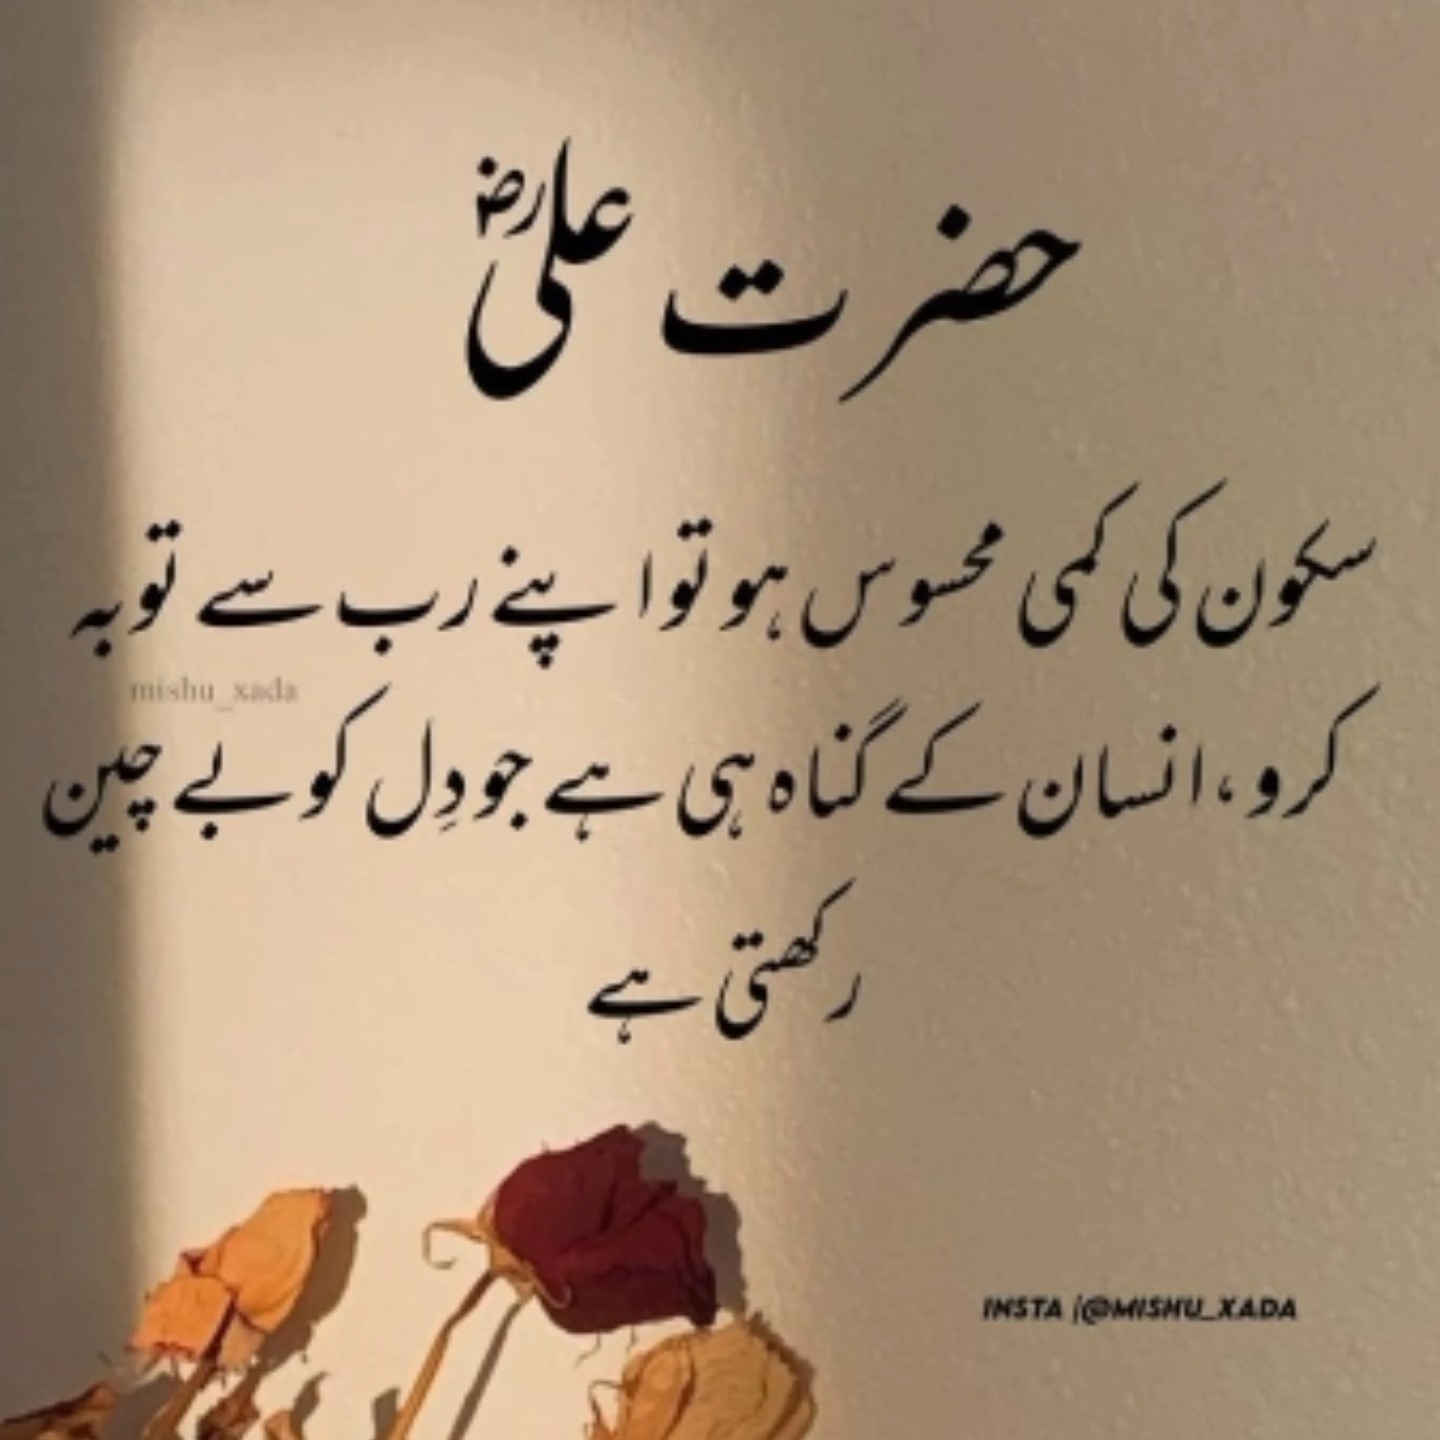 حضرت علیؓ
سکون کی کمی محسوس ہو تو اپنے رب سے توبہ
mishu_xada
کرو ، انسان کے گناہ ہی ہے جو دِل کو بے چین
رکھتی ہے
INSTA |@MISHU_XADA